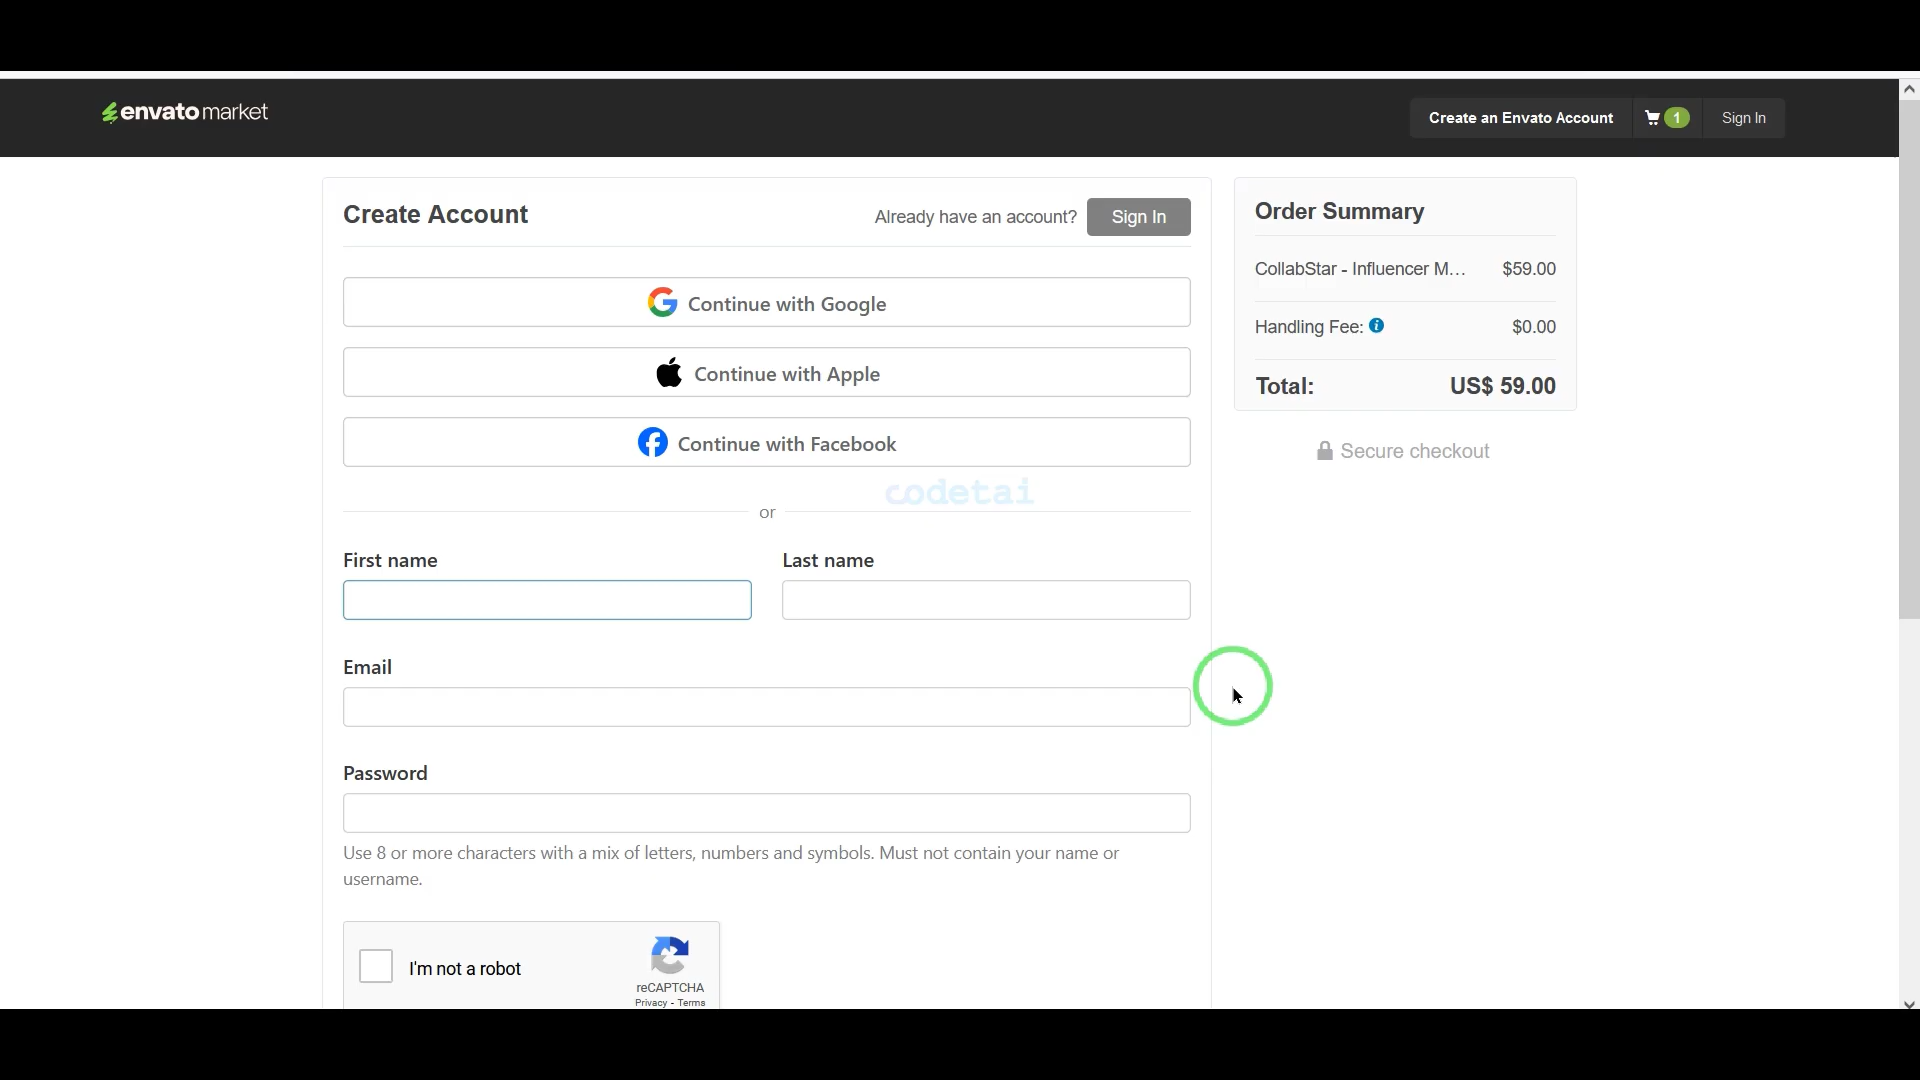 envato market
Create an Envato Account
1
Sign In
Create Account
Already have an account?
Sign In
Continue with Google
Continue with Apple
Continue with Facebook
codetai
or
First name
Last name
Email
Password
Use 8 or more characters with a mix of letters, numbers and symbols. Must not contain your name or
username.
I'm not a robot
reCAPTCHA
Privacy - Terms
Order Summary
CollabStar - Influencer M... $59.00
Handling Fee: $0.00
Total: US$ 59.00
Secure checkout